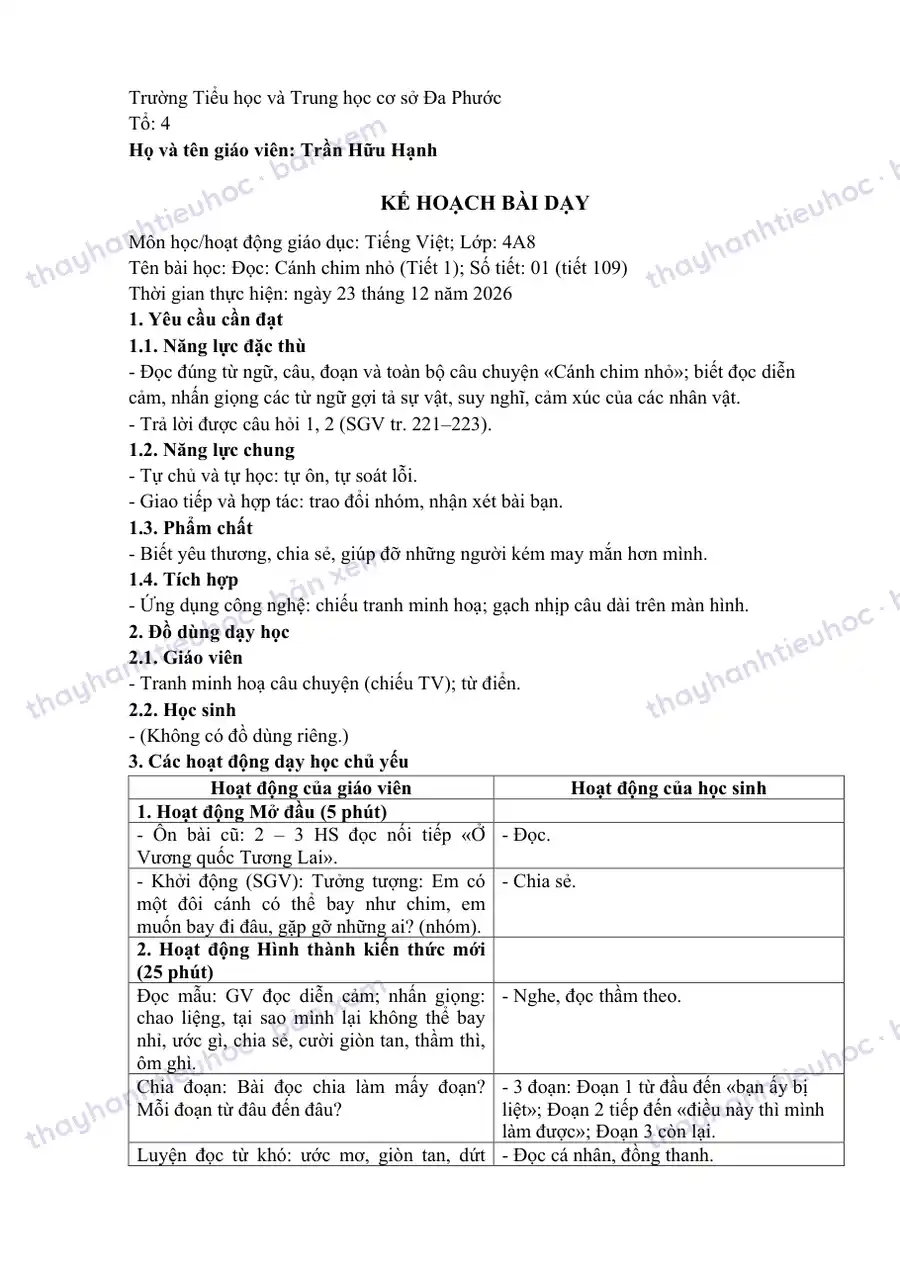 Trường Tiểu học và Trung học cơ sở Đa Phước
Tổ: 4
Họ và tên giáo viên: Trần Hữu Hạnh
KẾ HOẠCH BÀI DẠY
Môn học/hoạt động giáo dục: Tiếng Việt; Lớp: 4A8
Tên bài học: Đọc: Cánh chim nhỏ (Tiết 1); Số tiết: 01 (tiết 109)
Thời gian thực hiện: ngày 23 tháng 12 năm 2026
1. Yêu cầu cần đạt
1.1. Năng lực đặc thù
- Đọc đúng từ ngữ, câu, đoạn và toàn bộ câu chuyện «Cánh chim nhỏ»; biết đọc diễn
cảm, nhấn giọng các từ ngữ gợi tả sự vật, suy nghĩ, cảm xúc của các nhân vật.
- Trả lời được câu hỏi 1, 2 (SGV tr. 221–223).
1.2. Năng lực chung
- Tự chủ và tự học: tự ôn, tự soát lỗi.
- Giao tiếp và hợp tác: trao đổi nhóm, nhận xét bài bạn.
1.3. Phẩm chất
- Biết yêu thương, chia sẻ, giúp đỡ những người kém may mắn hơn mình.
1.4. Tích hợp
- Ứng dụng công nghệ: chiếu tranh minh hoạ; gạch nhịp câu dài trên màn hình.
2. Đồ dùng dạy học
2.1. Giáo viên
- Tranh minh hoạ câu chuyện (chiếu TV); từ điển.
2.2. Học sinh
- (Không có đồ dùng riêng.)
3. Các hoạt động dạy học chủ yếu
Hoạt động của giáo viên
Hoạt động của học sinh
1. Hoạt động Mở đầu (5 phút)
- Ôn bài cũ: 2 – 3 HS đọc nối tiếp «Ở
Vương quốc Tương Lai».
- Đọc.
- Khởi động (SGV): Tưởng tượng: Em có
một đôi cánh có thể bay như chim, em
muốn bay đi đâu, gặp gỡ những ai? (nhóm).
- Chia sẻ.
2. Hoạt động Hình thành kiến thức mới
(25 phút)
Đọc mẫu: GV đọc diễn cảm; nhấn giọng:
chao liệng, tại sao mình lại không thể bay
nhỉ, ước gì, chia sẻ, cười giòn tan, thầm thì,
ôm ghì.
- Nghe, đọc thầm theo.
Chia đoạn: Bài đọc chia làm mấy đoạn?
Mỗi đoạn từ đâu đến đâu?
- 3 đoạn: Đoạn 1 từ đầu đến «bạn ấy bị
liệt»; Đoạn 2 tiếp đến «điều này thì mình
làm được»; Đoạn 3 còn lại.
Luyện đọc từ khó: ước mơ, giòn tan, dứt
- Đọc cá nhân, đồng thanh.
thayhanhtieuhoc · bản xem
thayhanhtieuhoc · b
thayhanhtieuhoc · bản xem
thayhanhtieuhoc · b
thayhanhtieuhoc · bản xem
thayhanhtieuhoc · b